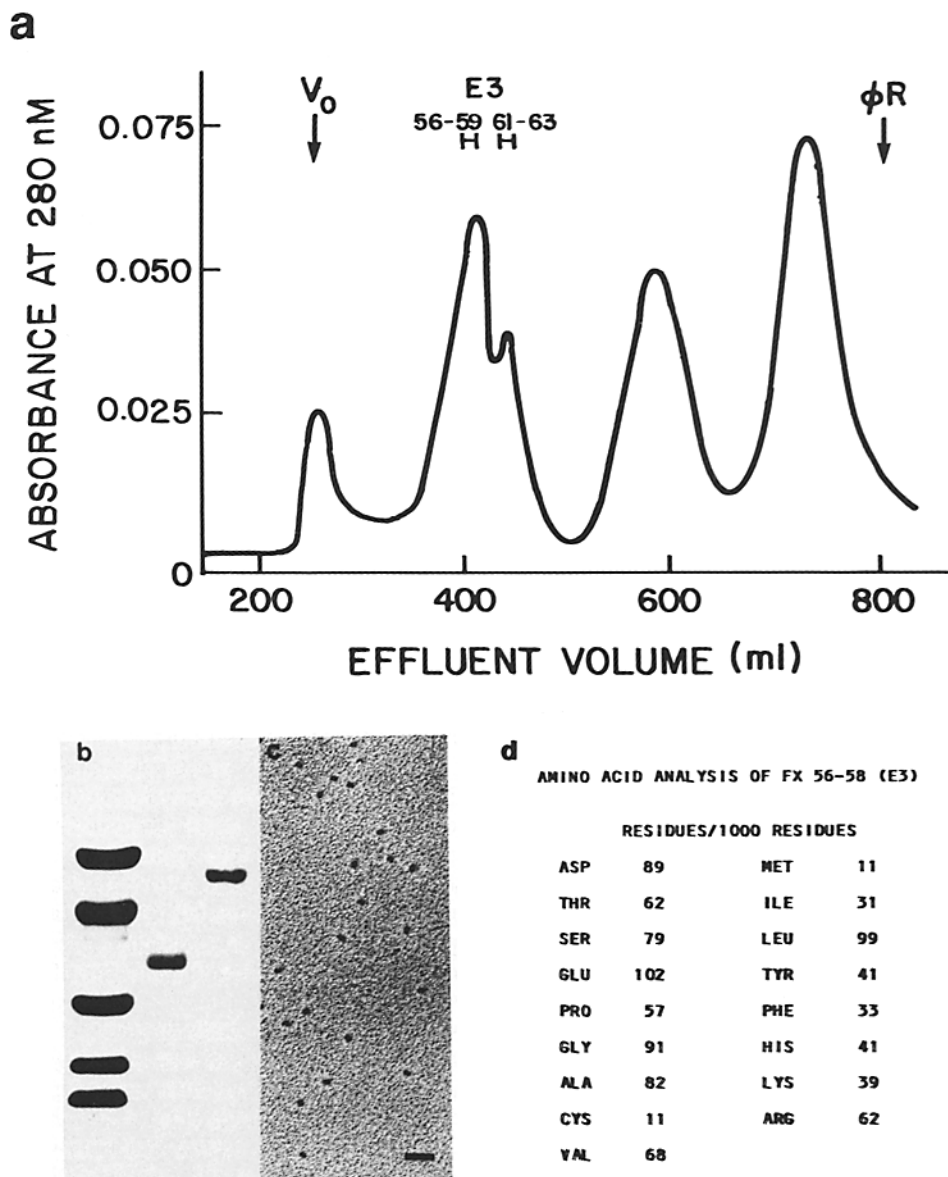 a
V₀
E3
ϕR
56-59 61-63
ABSORBANCE AT 280 nM
0.075
0.050
0.025
0
200 400 600 800
EFFLUENT VOLUME (ml)
b
c
d
AMINO ACID ANALYSIS OF FX 56-58 (E3)
RESIDUES/1000 RESIDUES
ASP 89 MET 11
THR 62 ILE 31
SER 79 LEU 99
GLU 102 TYR 41
PRO 57 PHE 33
GLY 91 HIS 41
ALA 82 LYS 39
CYS 11 ARG 62
VAL 68